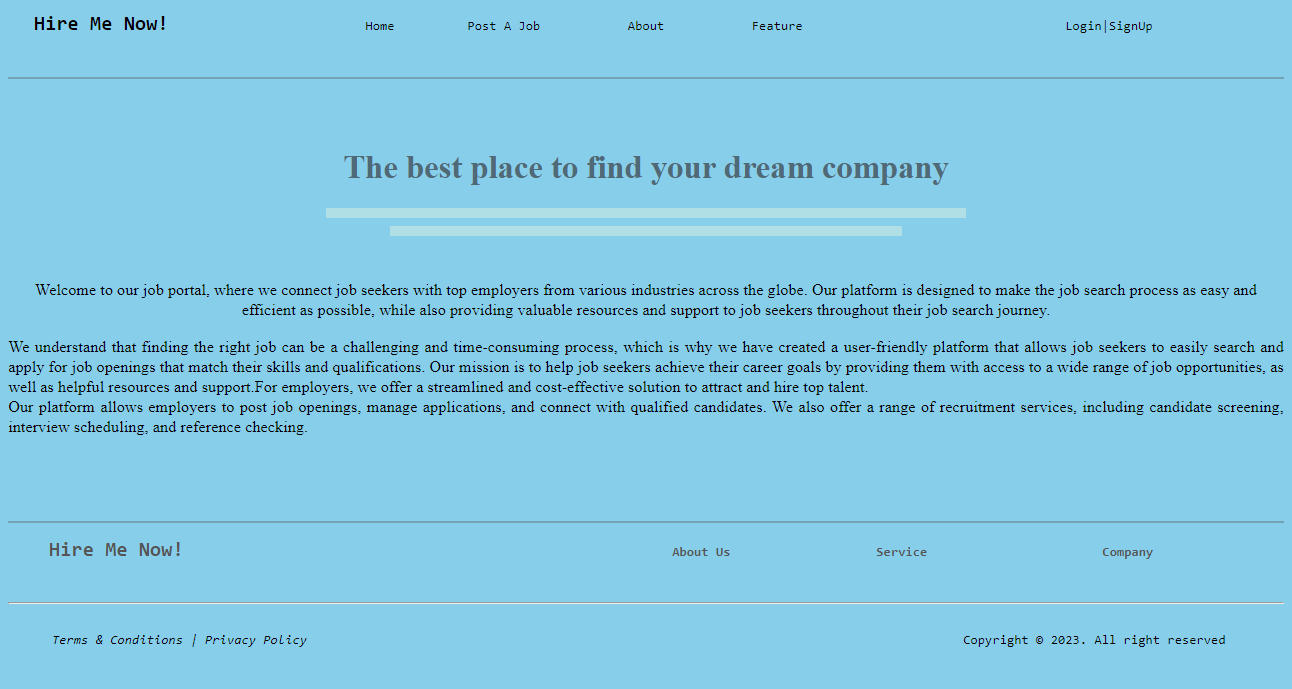 Hire Me Now!
Home Post A Job About Feature Login|SignUp
The best place to find your dream company
Welcome to our job portal, where we connect job seekers with top employers from various industries across the globe. Our platform is designed to make the job search process as easy and
efficient as possible, while also providing valuable resources and support to job seekers throughout their job search journey.
We understand that finding the right job can be a challenging and time-consuming process, which is why we have created a user-friendly platform that allows job seekers to easily search and
apply for job openings that match their skills and qualifications. Our mission is to help job seekers achieve their career goals by providing them with access to a wide range of job opportunities, as
well as helpful resources and support.For employers, we offer a streamlined and cost-effective solution to attract and hire top talent.
Our platform allows employers to post job openings, manage applications, and connect with qualified candidates. We also offer a range of recruitment services, including candidate screening,
interview scheduling, and reference checking.
Hire Me Now!
About Us Service Company
Terms & Conditions | Privacy Policy Copyright © 2023. All right reserved